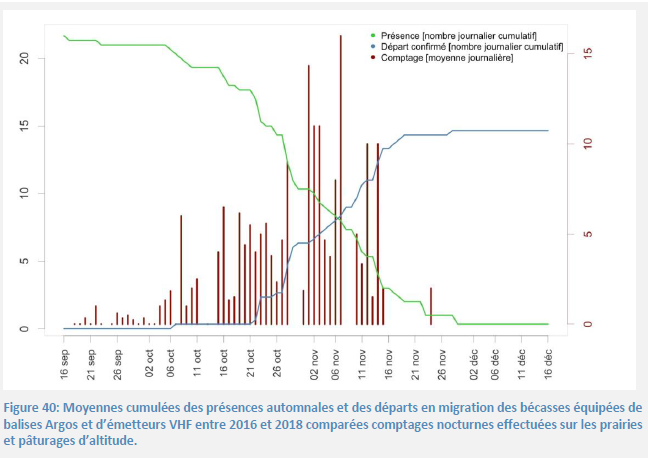 Présence [nombre journalier cumulatif]
Départ confirmé [nombre journalier cumulatif]
Comptage [moyenne journalière]
20
15
10
5
0
15
10
5
0
16 sep
21 sep
26 sep
02 oct
06 oct
11 oct
16 oct
21 oct
26 oct
02 nov
06 nov
11 nov
16 nov
21 nov
26 nov
02 déc
06 déc
11 déc
16 déc
Figure 40: Moyennes cumulées des présences automnales et des départs en migration des bécasses équipées de
balises Argos et d’émetteurs VHF entre 2016 et 2018 comparées comptages nocturnes effectuées sur les prairies
et pâturages d’altitude.